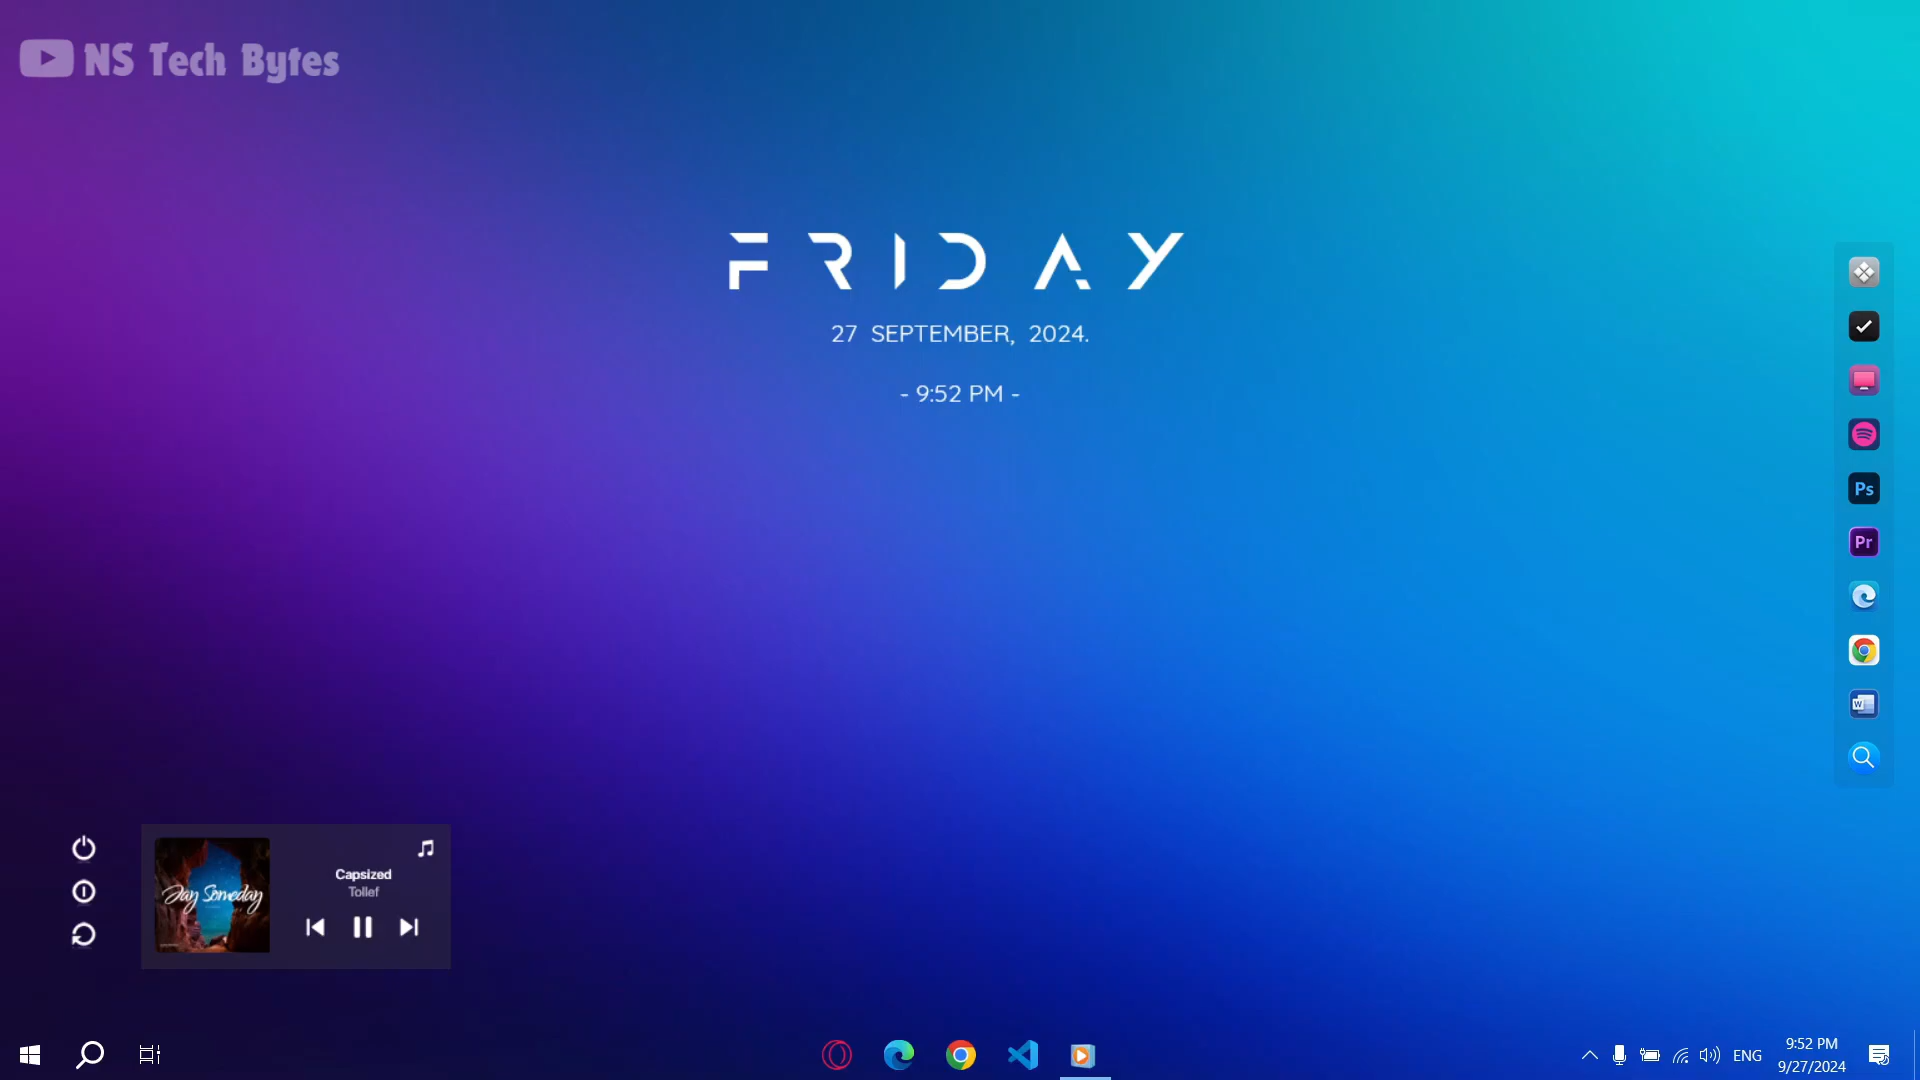 NS Tech Bytes
FRIDAY
27 SEPTEMBER, 2024.
- 9:52 PM -
Ps
Pr
W
Capsized
Tollef
Jay Someday
ENG
9:52 PM
9/27/2024